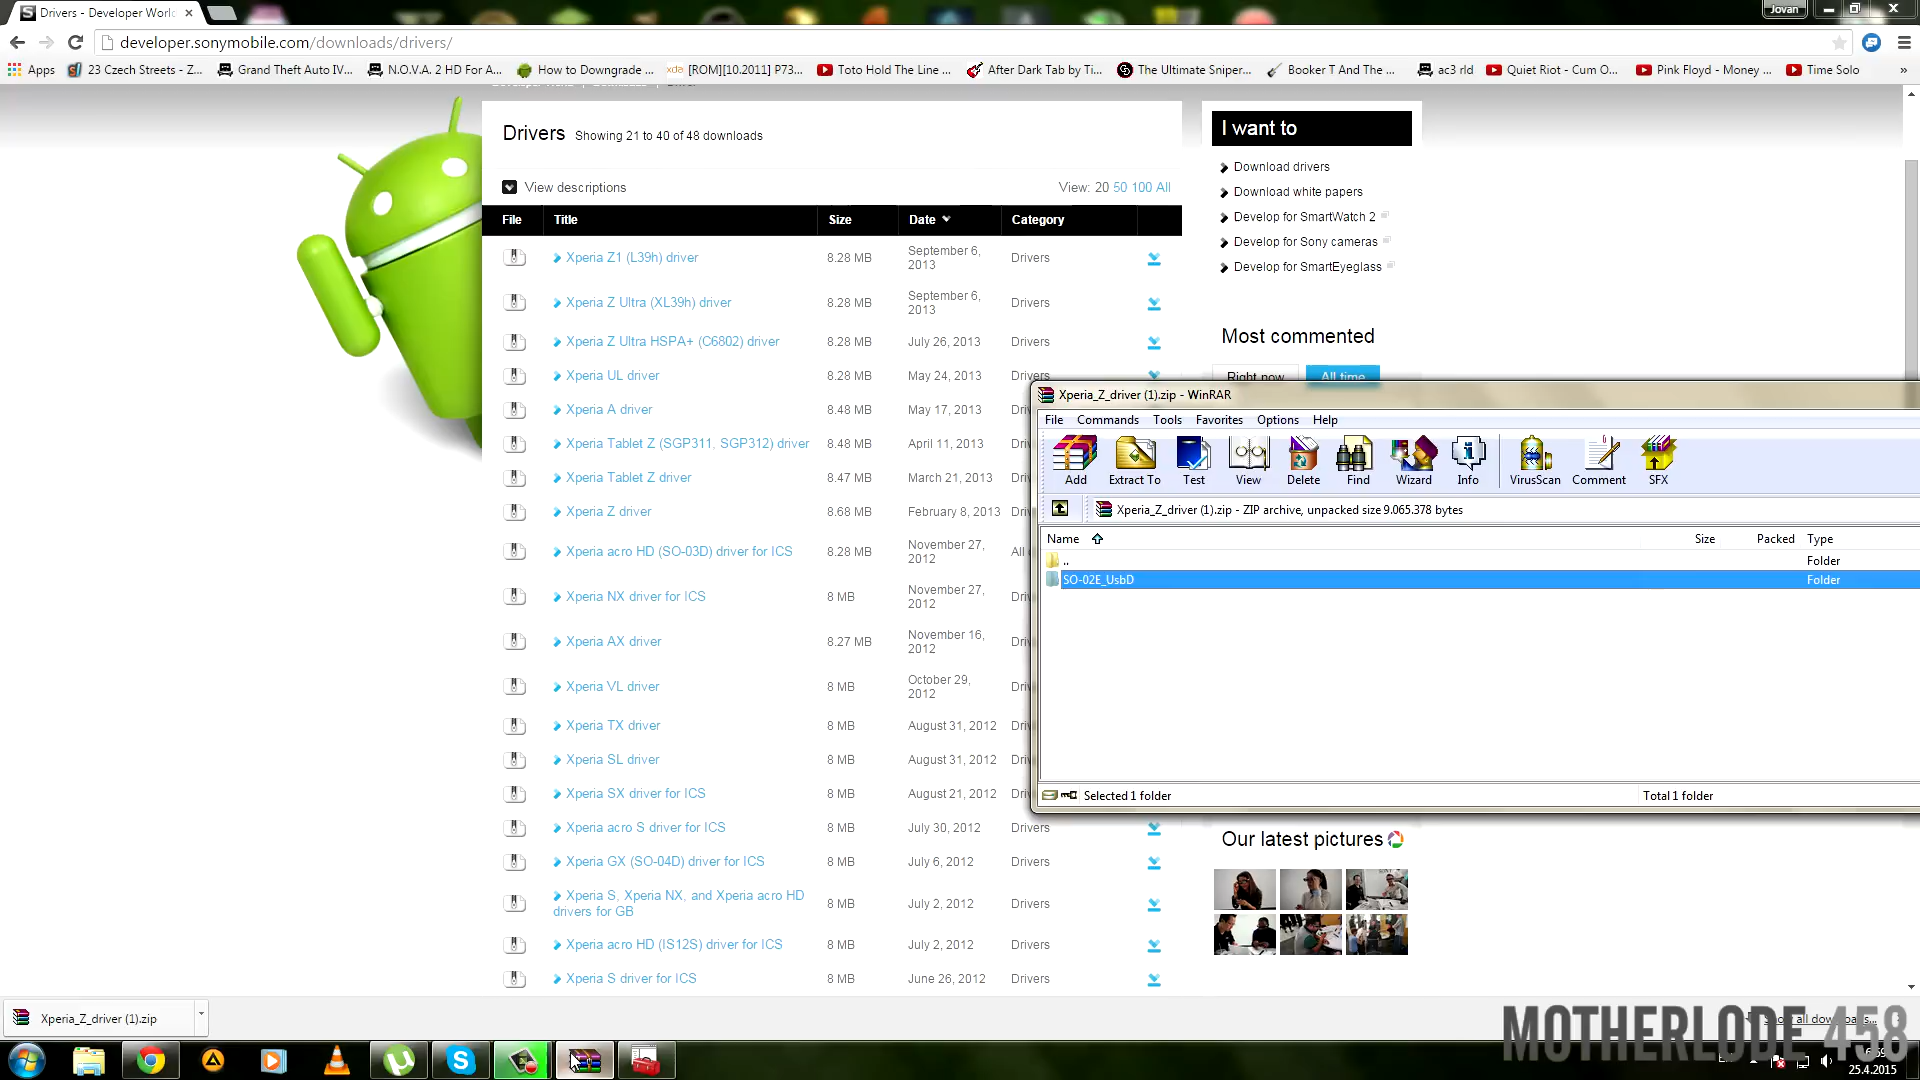 Drivers - Developer World
Jovan
developer.sonymobile.com/downloads/drivers/
Apps
23 Czech Streets - Z...
Grand Theft Auto IV...
N.O.V.A. 2 HD For A...
How to Downgrade ...
[ROM][10.2011] P73...
Toto Hold The Line ...
After Dark Tab by Ti...
The Ultimate Sniper...
Booker T And The ...
ac3 rld
Quiet Riot - Cum O...
Pink Floyd - Money ...
Time Solo
»
Drivers Showing 21 to 40 of 48 downloads
View descriptions
View: 20 50 100 All
File Title Size Date Category
Xperia Z1 (L39h) driver 8.28 MB September 6, 2013 Drivers
Xperia Z Ultra (XL39h) driver 8.28 MB September 6, 2013 Drivers
Xperia Z Ultra HSPA+ (C6802) driver 8.28 MB July 26, 2013 Drivers
Xperia UL driver 8.28 MB May 24, 2013 Drivers
Xperia A driver 8.48 MB May 17, 2013 Dri
Xperia Tablet Z (SGP311, SGP312) driver 8.48 MB April 11, 2013 Dri
Xperia Tablet Z driver 8.47 MB March 21, 2013 Dri
Xperia Z driver 8.68 MB February 8, 2013 Dri
Xperia acro HD (SO-03D) driver for ICS 8.28 MB November 27, 2012 All
Xperia NX driver for ICS 8 MB November 27, 2012 Dri
Xperia AX driver 8.27 MB November 16, 2012 Dri
Xperia VL driver 8 MB October 29, 2012 Dri
Xperia TX driver 8 MB August 31, 2012 Dri
Xperia SL driver 8 MB August 31, 2012 Dri
Xperia SX driver for ICS 8 MB August 21, 2012 Dri
Xperia acro S driver for ICS 8 MB July 30, 2012 Drivers
Xperia GX (SO-04D) driver for ICS 8 MB July 6, 2012 Drivers
Xperia S, Xperia NX, and Xperia acro HD
drivers for GB 8 MB July 2, 2012 Drivers
Xperia acro HD (IS12S) driver for ICS 8 MB July 2, 2012 Drivers
Xperia S driver for ICS 8 MB June 26, 2012 Drivers
I want to
Download drivers
Download white papers
Develop for SmartWatch 2
Develop for Sony cameras
Develop for SmartEyeglass
Most commented
Right now All time
Xperia_Z_driver (1).zip - WinRAR
File Commands Tools Favorites Options Help
Add Extract To Test View Delete Find Wizard Info VirusScan Comment SFX
Xperia_Z_driver (1).zip - ZIP archive, unpacked size 9.065.378 bytes
Name Size Packed Type
.. Folder
SO-02E_UsbD Folder
Selected 1 folder
Total 1 folder
Our latest pictures
Xperia_Z_driver (1).zip
Show all downloads...
MOTHERLODE 458
25.4.2015